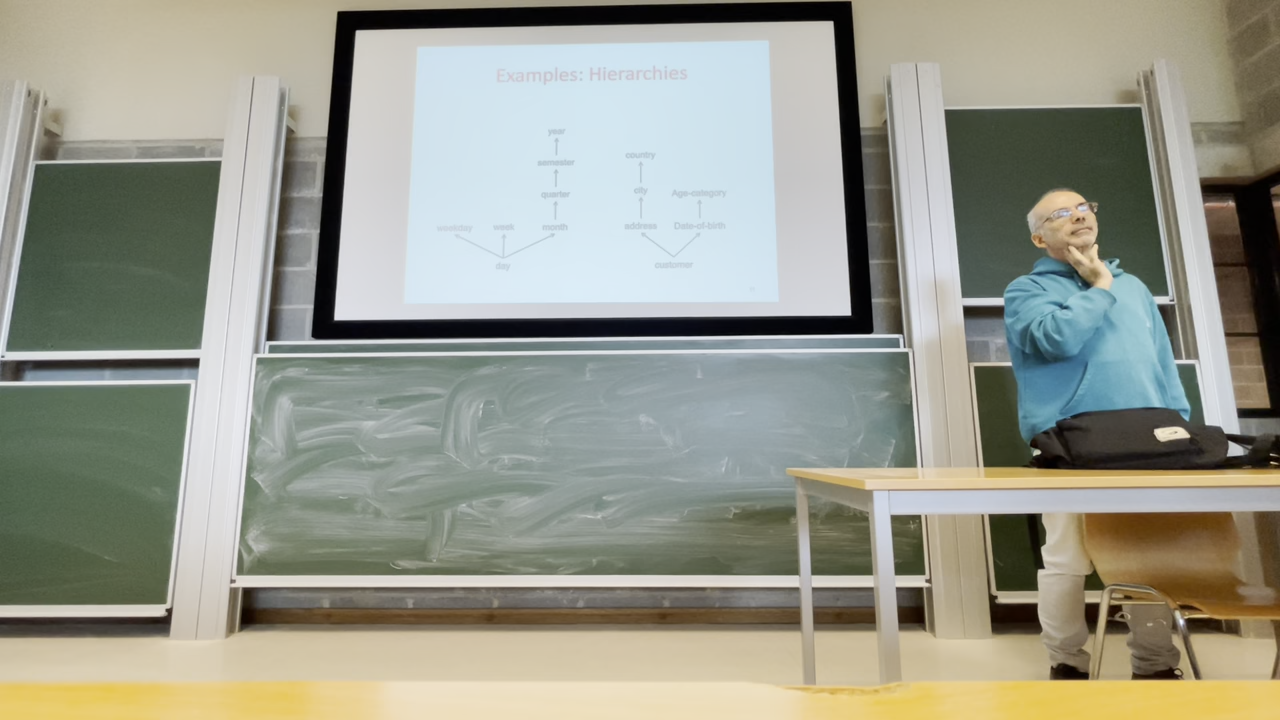 Examples: Hierarchies
year
semester country
quarter city Age-category
weekday week month address Date-of-birth
day customer